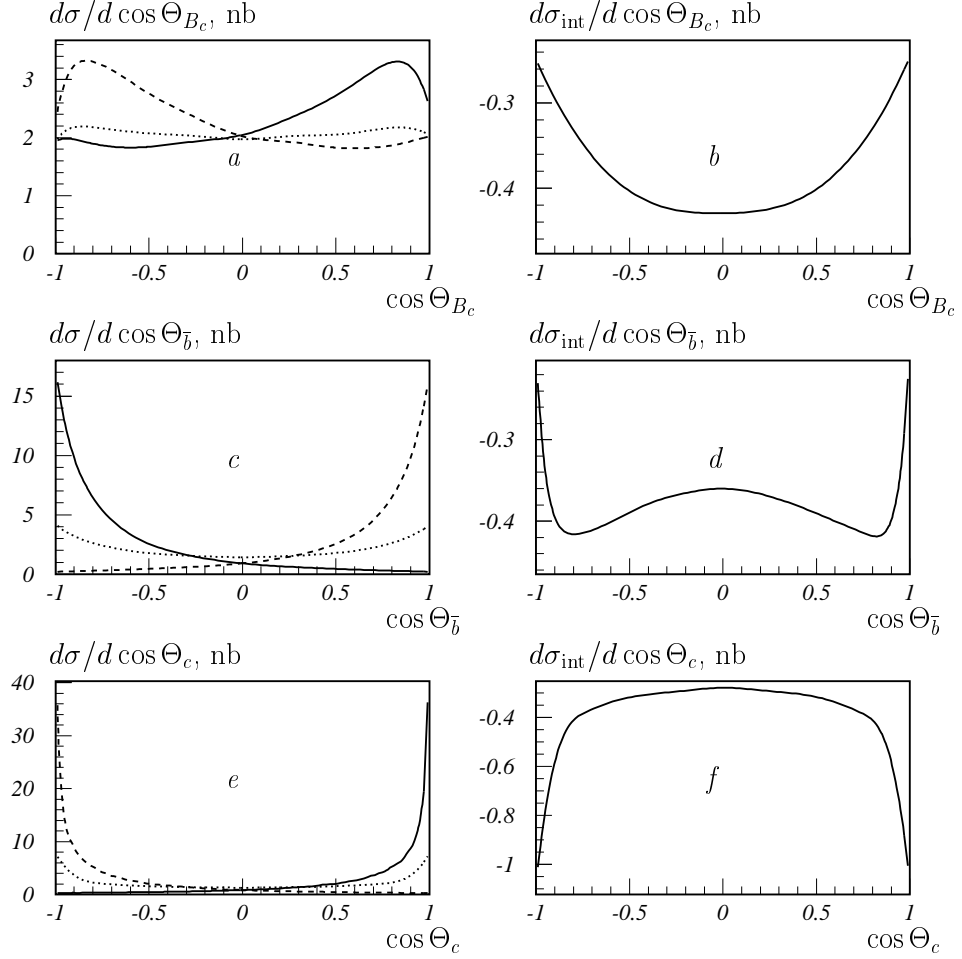 dσ/d cos Θ_{B_c}, nb
3
2
1
0
a
-1 -0.5 0 0.5 1
cos Θ_{B_c}
dσ_int/d cos Θ_{B_c}, nb
-0.3
-0.4
b
-1 -0.5 0 0.5 1
cos Θ_{B_c}
dσ/d cos Θ_{b̄}, nb
15
10
5
0
c
-1 -0.5 0 0.5 1
cos Θ_{b̄}
dσ_int/d cos Θ_{b̄}, nb
-0.3
-0.4
d
-1 -0.5 0 0.5 1
cos Θ_{b̄}
dσ/d cos Θ_c, nb
40
30
20
10
0
e
-1 -0.5 0 0.5 1
cos Θ_c
dσ_int/d cos Θ_c, nb
-0.4
-0.6
-0.8
-1
f
-1 -0.5 0 0.5 1
cos Θ_c